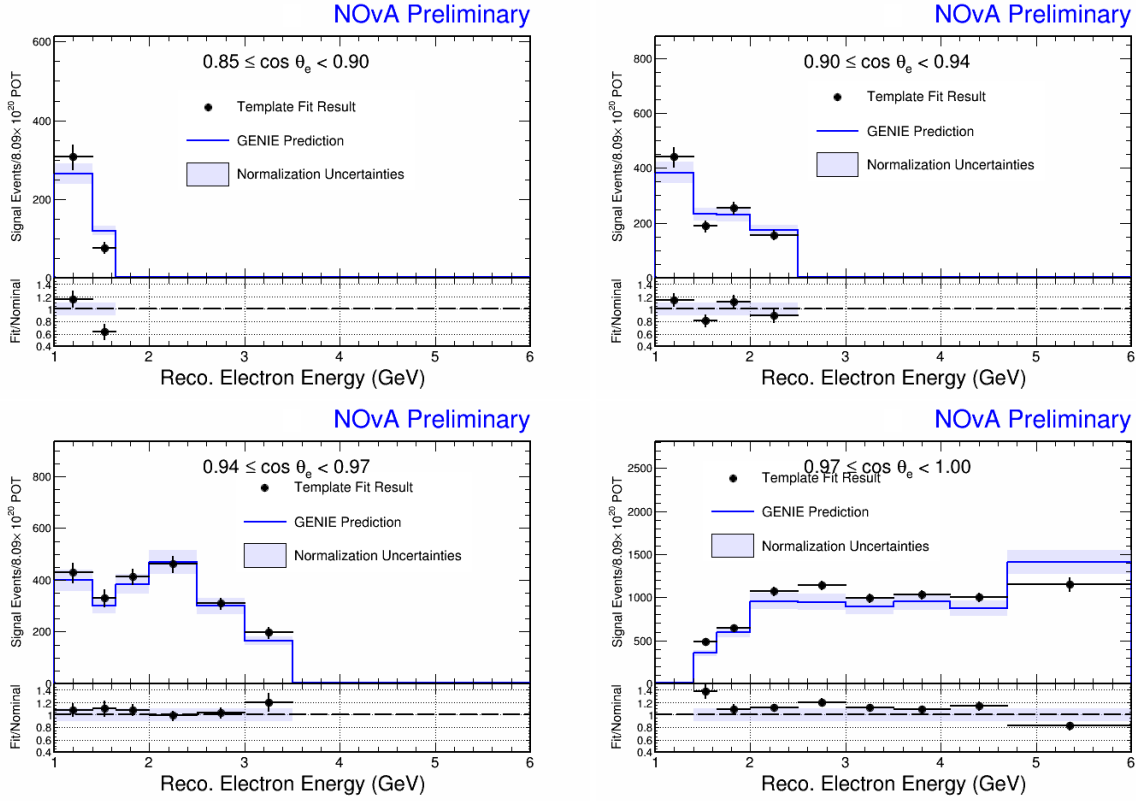 NOvA Preliminary
0.85 ≤ cos θe < 0.90
Template Fit Result
GENIE Prediction
Normalization Uncertainties
Signal Events/8.09× 10^20 POT
600
400
200
0
Fit/Nominal
1.4
1.2
1
0.8
0.6
0.4
1 2 3 4 5 6
Reco. Electron Energy (GeV)
NOvA Preliminary
0.90 ≤ cos θe < 0.94
Template Fit Result
GENIE Prediction
Normalization Uncertainties
Signal Events/8.09× 10^20 POT
800
600
400
200
0
Fit/Nominal
1.4
1.2
1
0.8
0.6
0.4
1 2 3 4 5 6
Reco. Electron Energy (GeV)
NOvA Preliminary
0.94 ≤ cos θe < 0.97
Template Fit Result
GENIE Prediction
Normalization Uncertainties
Signal Events/8.09× 10^20 POT
800
600
400
200
0
Fit/Nominal
1.4
1.2
1
0.8
0.6
0.4
1 2 3 4 5 6
Reco. Electron Energy (GeV)
NOvA Preliminary
0.97 ≤ cos θe < 1.00
Template Fit Result
GENIE Prediction
Normalization Uncertainties
Signal Events/8.09× 10^20 POT
2500
2000
1500
1000
500
0
Fit/Nominal
1.4
1.2
1
0.8
0.6
0.4
1 2 3 4 5 6
Reco. Electron Energy (GeV)